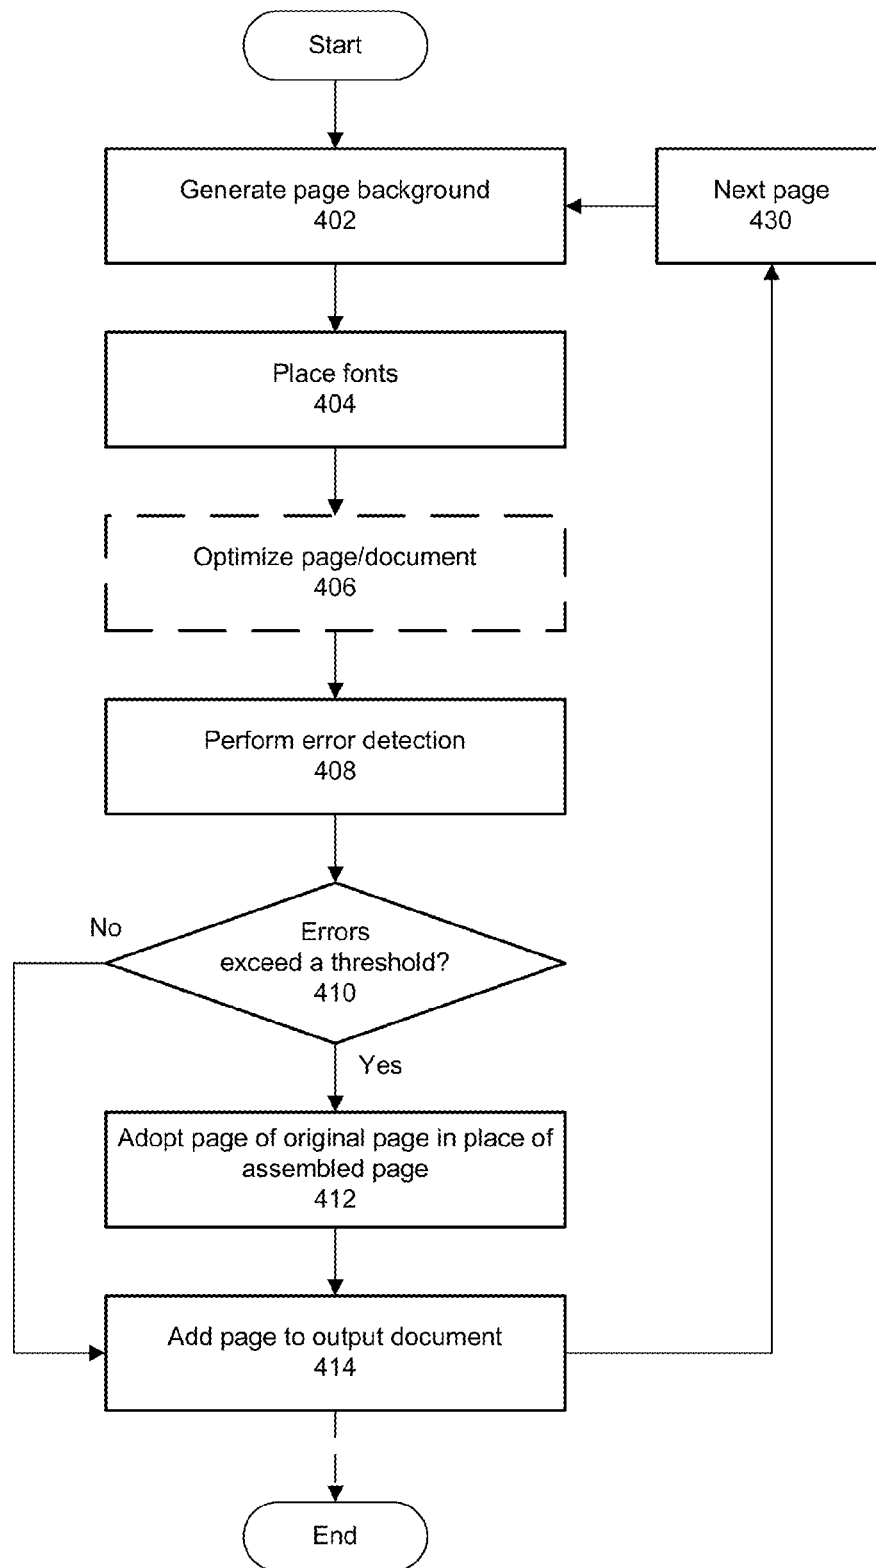 Start
Generate page background
402
Next page
430
Place fonts
404
Optimize page/document
406
Perform error detection
408
No
Errors
exceed a threshold?
410
Yes
Adopt page of original page in place of
assembled page
412
Add page to output document
414
End